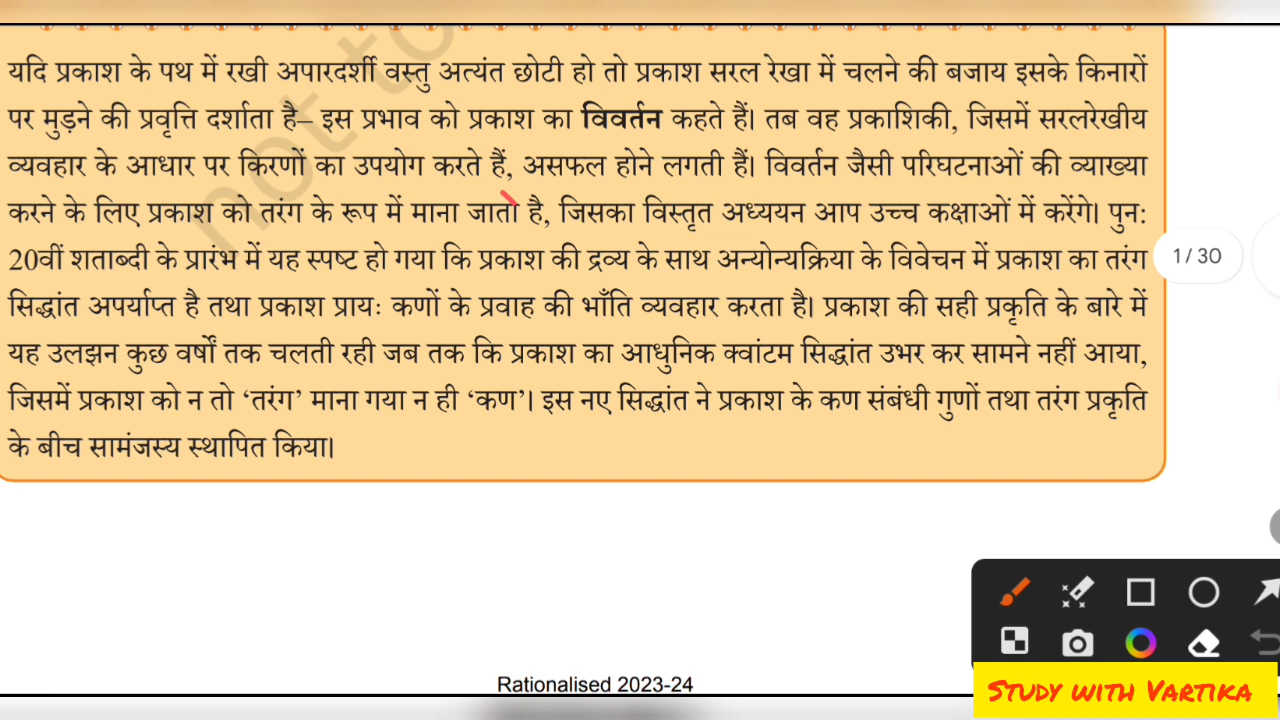 यदि प्रकाश के पथ में रखी अपारदर्शी वस्तु अत्यंत छोटी हो तो प्रकाश सरल रेखा में चलने की बजाय इसके किनारों
पर मुड़ने की प्रवृत्ति दर्शाता है– इस प्रभाव को प्रकाश का विवर्तन कहते हैं। तब वह प्रकाशिकी, जिसमें सरलरेखीय
व्यवहार के आधार पर किरणों का उपयोग करते हैं, असफल होने लगती हैं। विवर्तन जैसी परिघटनाओं की व्याख्या
करने के लिए प्रकाश को तरंग के रूप में माना जाता है, जिसका विस्तृत अध्ययन आप उच्च कक्षाओं में करेंगे। पुन:
20वीं शताब्दी के प्रारंभ में यह स्पष्ट हो गया कि प्रकाश की द्रव्य के साथ अन्योन्यक्रिया के विवेचन में प्रकाश का तरंग
सिद्धांत अपर्याप्त है तथा प्रकाश प्रायः कणों के प्रवाह की भाँति व्यवहार करता है। प्रकाश की सही प्रकृति के बारे में
यह उलझन कुछ वर्षों तक चलती रही जब तक कि प्रकाश का आधुनिक क्वांटम सिद्धांत उभर कर सामने नहीं आया,
जिसमें प्रकाश को न तो ‘तरंग’ माना गया न ही ‘कण’। इस नए सिद्धांत ने प्रकाश के कण संबंधी गुणों तथा तरंग प्रकृति
के बीच सामंजस्य स्थापित किया।
not to
1 / 30
Rationalised 2023-24
STUDY WITH VARTIKA